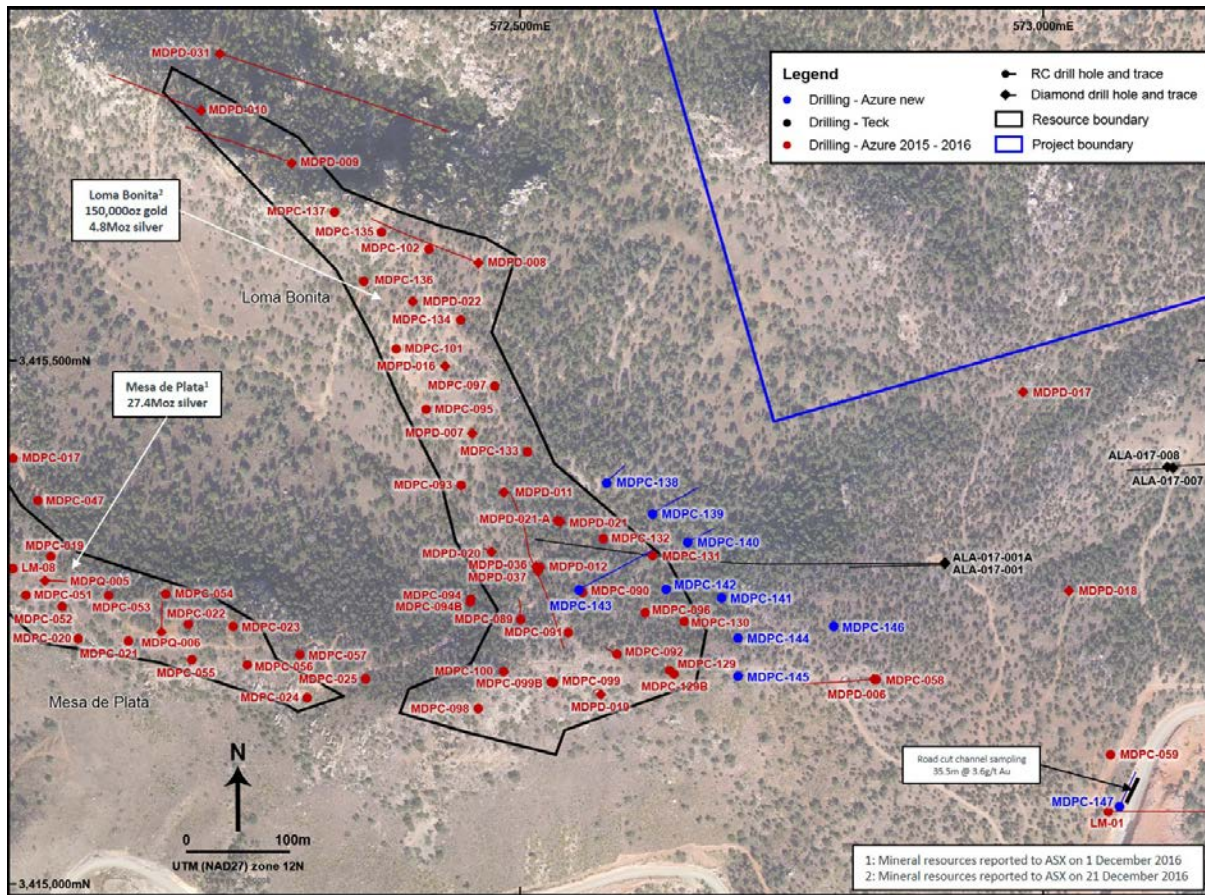 572,500mE
573,000mE
MDPD-031
MDPD-010
MDPD-009
Legend
Drilling - Azure new
Drilling - Teck
Drilling - Azure 2015 - 2016
RC drill hole and trace
Diamond drill hole and trace
Resource boundary
Project boundary
Loma Bonita2
150,000oz gold
4.8Moz silver
MDPC-137
MDPC-135
MDPC-102
MDPD-008
MDPC-136
Loma Bonita
MDPD-022
MDPC-134
MDPC-101
3,415,500mN
MDPD-016
MDPC-097
Mesa de Plata1
27.4Moz silver
MDPD-017
MDPC-095
MDPD-007
MDPC-133
MDPC-017
ALA-017-008
ALA-017-007
MDPC-093
MDPC-138
MDPD-011
MDPC-047
MDPC-139
MDPD-021-A
MDPD-021
MDPC-132
MDPC-140
MDPC-019
MDPD-020
MDPC-131
ALA-017-001A
ALA-017-001
LM-08
MDPD-036
MDPD-012
MDPD-037
MDPQ-005
MDPC-051
MDPC-053
MDPC-054
MDPC-094
MDPC-094B
MDPC-090
MDPC-142
MDPC-141
MDPD-018
MDPC-143
MDPC-052
MDPC-022
MDPC-023
MDPC-089
MDPC-096
MDPC-130
MDPC-146
MDPC-020
MDPC-021
MDPQ-006
MDPC-091
MDPC-144
MDPC-055
MDPC-056
MDPC-057
MDPC-092
MDPC-025
MDPC-100
MDPC-129
MDPC-129B
MDPC-145
MDPC-058
MDPD-006
MDPC-099B
MDPC-099
MDPC-024
Mesa de Plata
MDPC-098
MDPD-019
N
Road cut channel sampling
35.5m @ 3.6g/t Au
MDPC-059
MDPC-147
LM-01
0
100m
UTM (NAD27) zone 12N
1: Mineral resources reported to ASX on 1 December 2016
2: Mineral resources reported to ASX on 21 December 2016
3,415,000mN